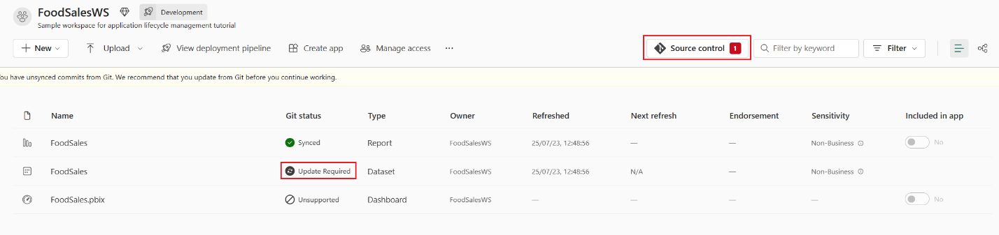 FoodSalesWS Development
Sample workspace for application lifecycle management tutorial
New Upload View deployment pipeline Create app Manage access ... Source control 1 Filter by keyword Filter
You have unsynced commits from Git. We recommend that you update from Git before you continue working.
Name Git status Type Owner Refreshed Next refresh Endorsement Sensitivity Included in app
FoodSales Synced Report FoodSalesWS 25/07/23, 12:48:56 — — Non-Business No
FoodSales Update Required Dataset FoodSalesWS 25/07/23, 12:48:56 N/A — Non-Business
FoodSales.pbix Unsupported Dashboard FoodSalesWS — — — — No